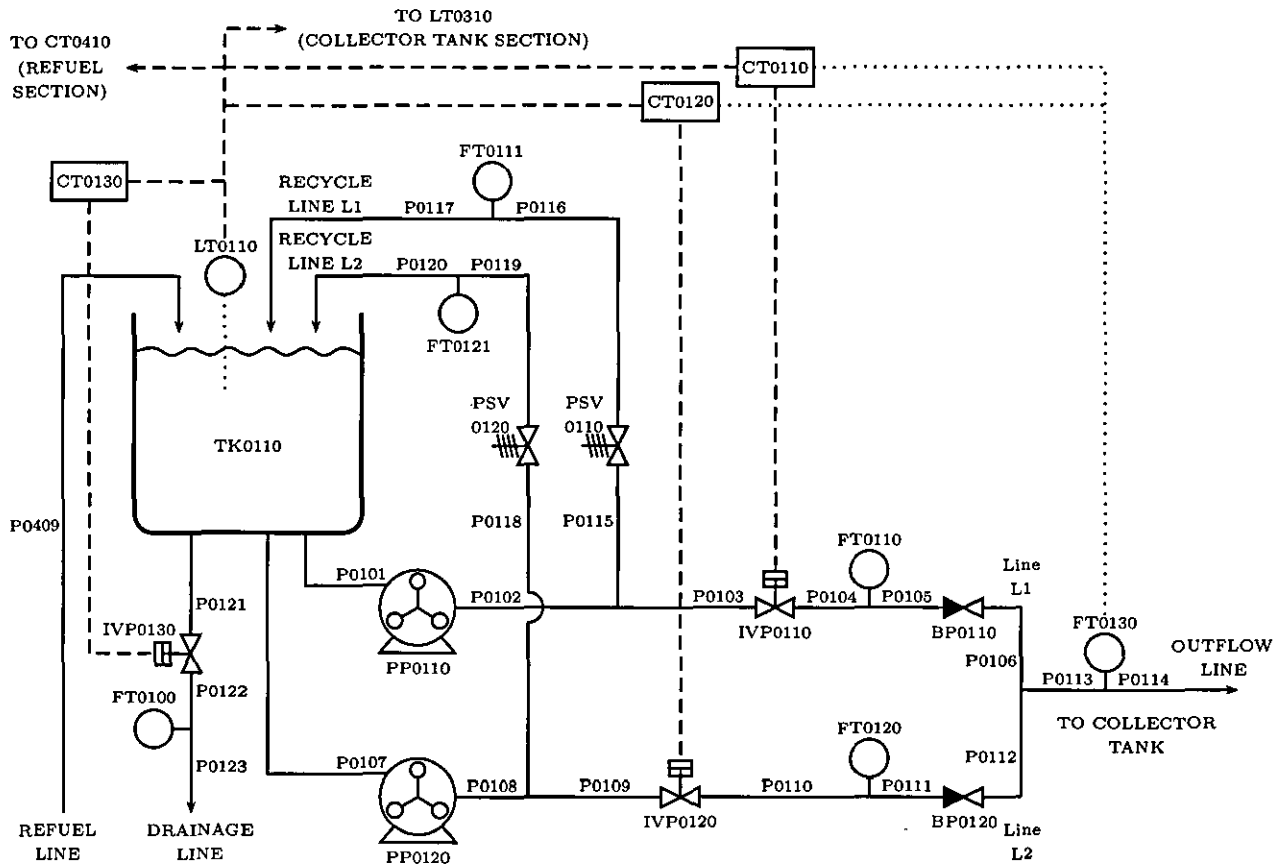 TO LT0310
(COLLECTOR TANK SECTION)
TO CT0410
(REFUEL
SECTION)
CT0110
CT0120
CT0130
FT0111
RECYCLE
LINE L1
P0117
P0116
LT0110
RECYCLE
LINE L2
P0120
P0119
FT0121
PSV
0120
PSV
0110
TK0110
P0409
P0118
P0115
P0101
P0102
P0103
P0104
P0105
FT0110
Line
L1
P0121
IVP0130
PP0110
IVP0110
BP0110
FT0130
OUTFLOW
LINE
P0106
P0113
P0114
P0122
FT0100
TO COLLECTOR
TANK
FT0120
P0112
P0123
P0107
P0108
P0109
P0110
P0111
REFUEL
LINE
DRAINAGE
LINE
PP0120
IVP0120
BP0120
Line
L2